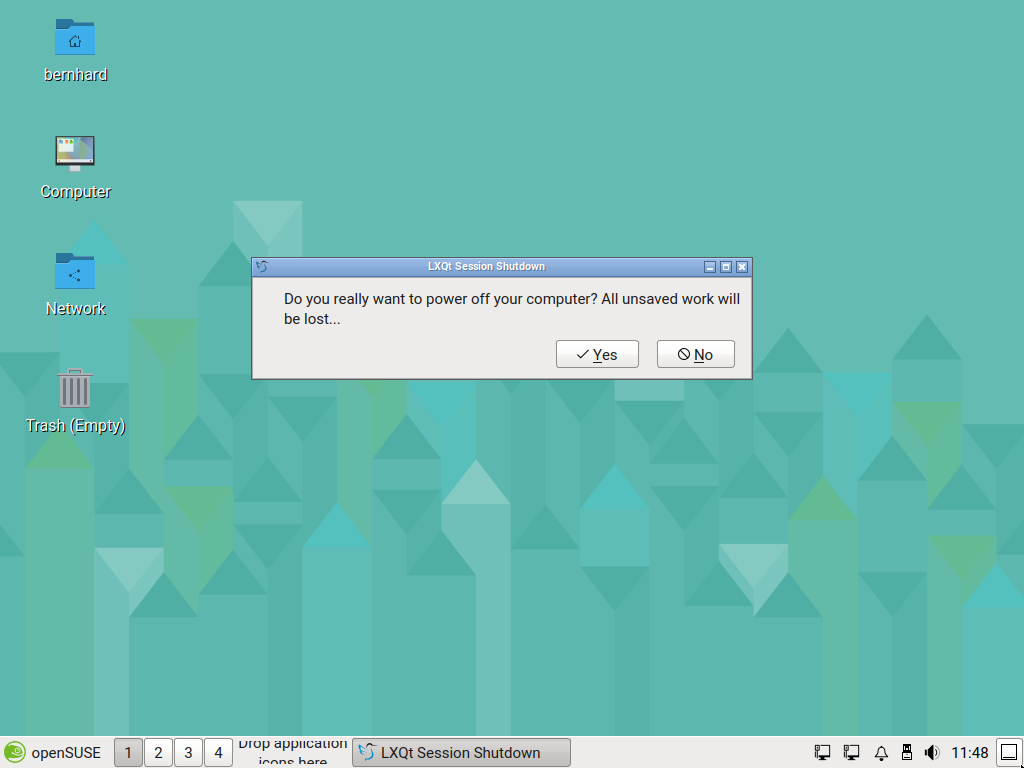 bernhard
Computer
Network
Trash (Empty)
LXQt Session Shutdown
Do you really want to power off your computer? All unsaved work will
be lost...
Yes
No
openSUSE
1
2
3
4
Drop application
icons here
LXQt Session Shutdown
11:48